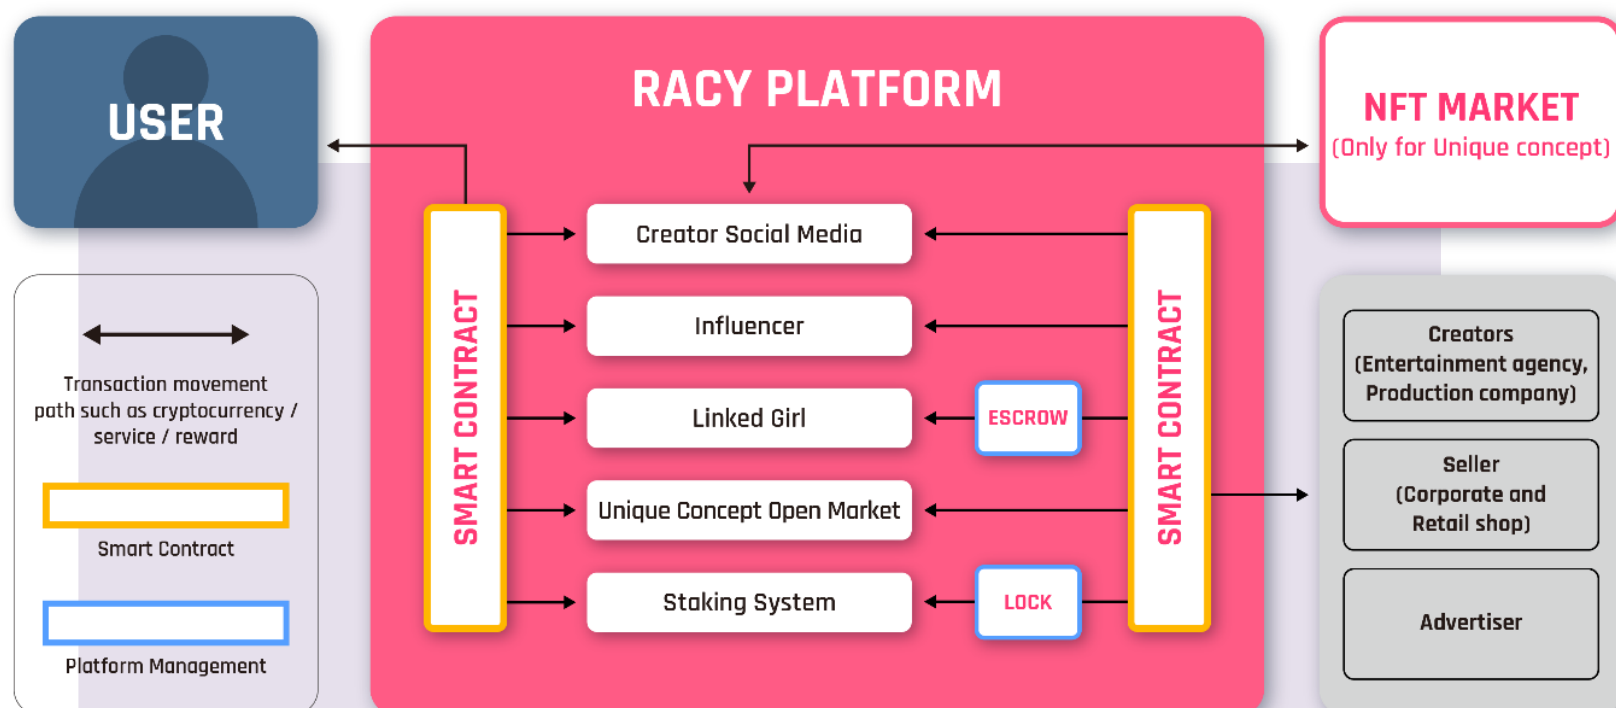 USER
RACY PLATFORM
NFT MARKET
(Only for Unique concept)
Transaction movement
path such as cryptocurrency /
service / reward
Smart Contract
Platform Management
SMART CONTRACT
Creator Social Media
Influencer
Linked Girl
Unique Concept Open Market
Staking System
ESCROW
LOCK
SMART CONTRACT
Creators
(Entertainment agency,
Production company)
Seller
(Corporate and
Retail shop)
Advertiser